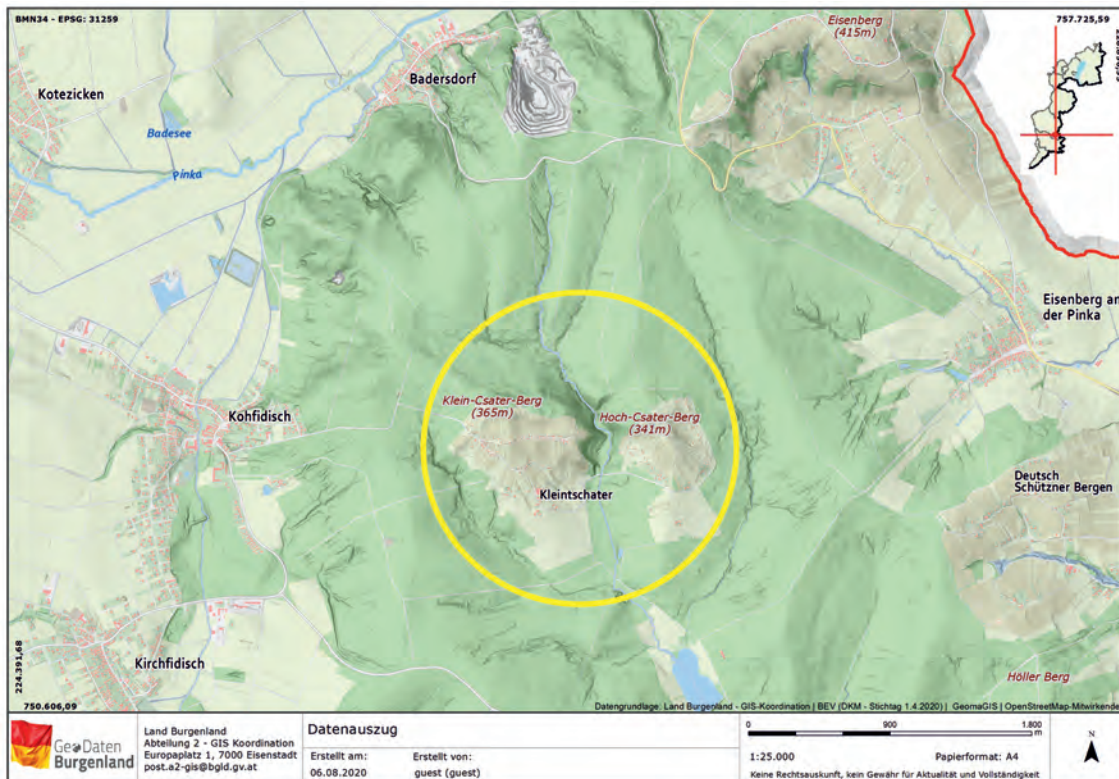 BMN34 - EPSG: 31259
757.725,59
Eisenberg
(415m)
Badersdorf
Kotezicken
Badesee
Pinka
Eisenberg an
der Pinka
Klein-Csater-Berg
(365m)
Hoch-Csater-Berg
(341m)
Kohfidisch
Deutsch
Schützner Bergen
Kleintschater
Kirchfidisch
Höller Berg
224.391,68
750.606,09
Datengrundlage: Land Burgenland - GIS-Koordination | BEV (DKM - Stichtag 1.4.2020) | GeomaGIS | OpenStreetMap-Mitwirkende
GeoDaten
Burgenland
Land Burgenland
Abteilung 2 - GIS Koordination
Europaplatz 1, 7000 Eisenstadt
post.a2-gis@bgld.gv.at
Datenauszug
Erstellt am:
Erstellt von:
06.08.2020
guest (guest)
0
900
1.800
m
1:25.000
Papierformat: A4
Keine Rechtsauskunft, kein Gewähr für Aktualität und Vollständigkeit
N